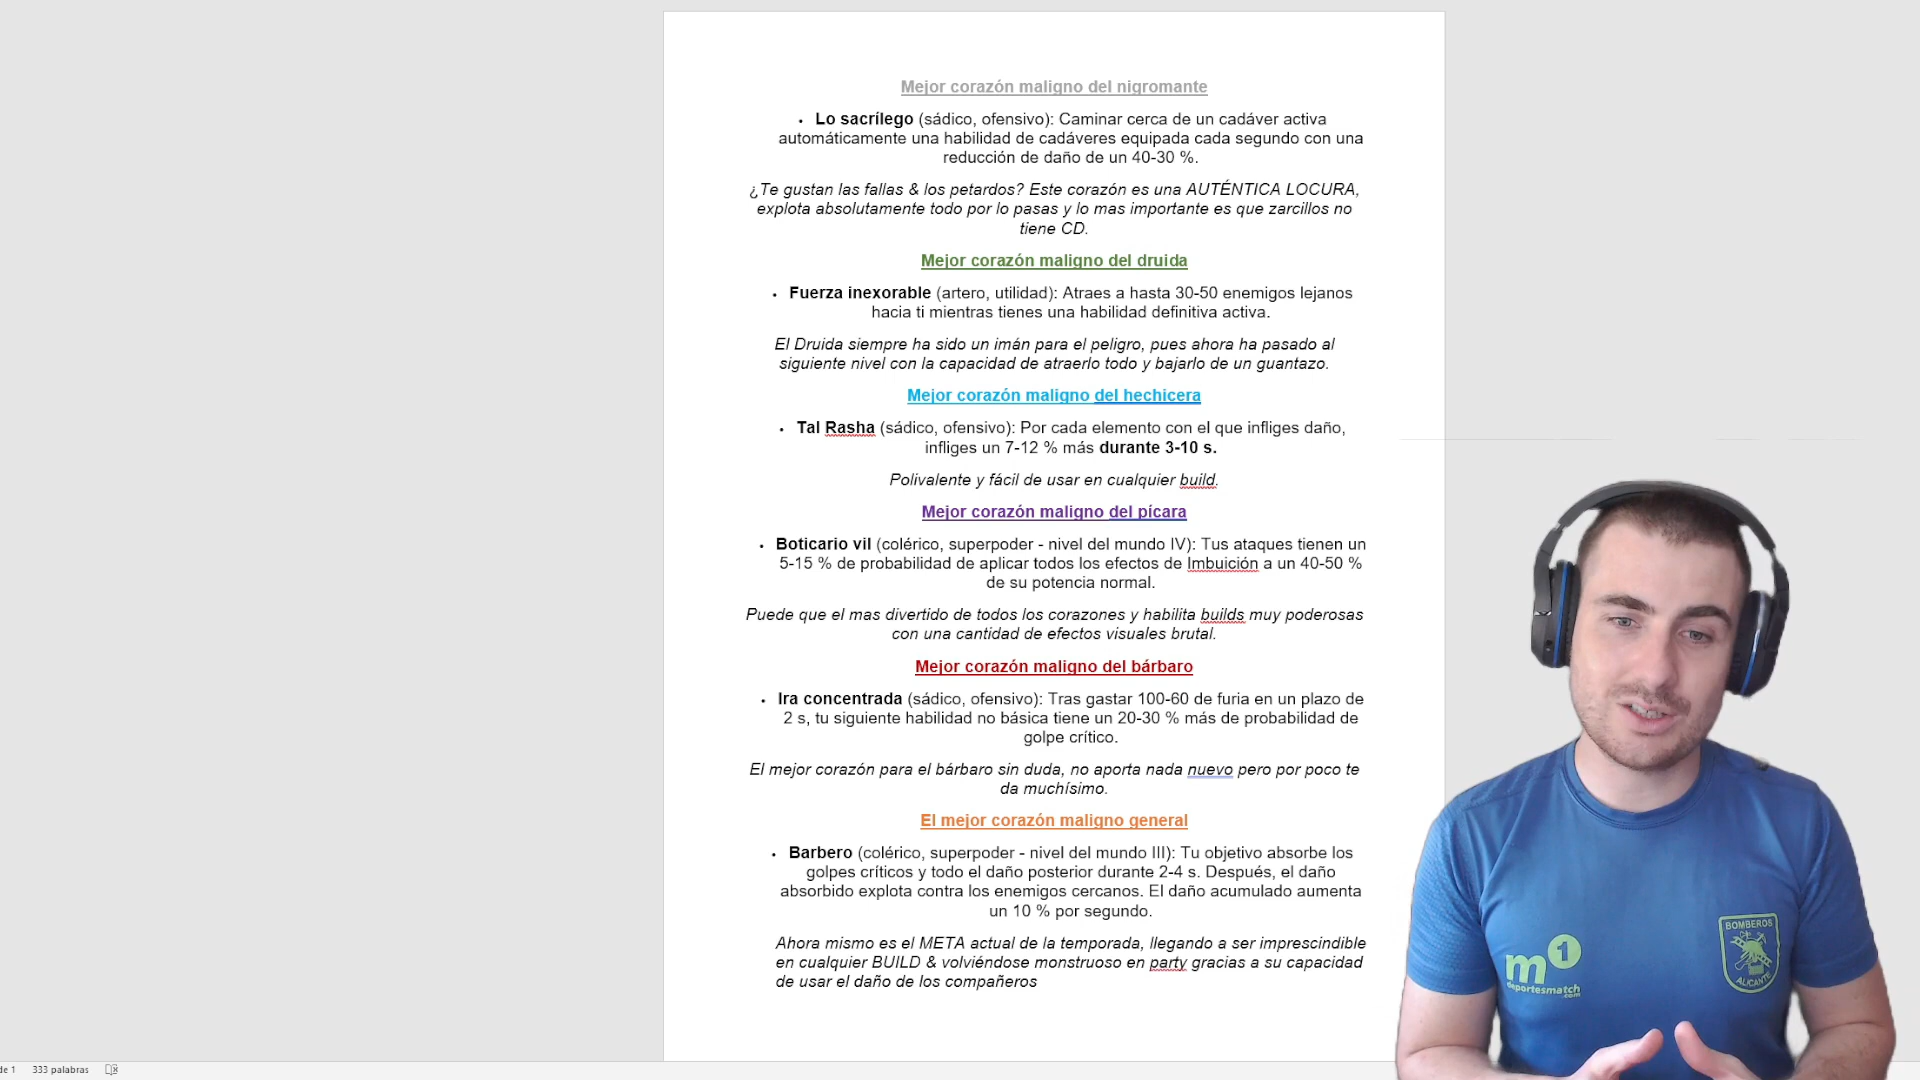 Mejor corazón maligno del nigromante
• Lo sacrílego (sádico, ofensivo): Caminar cerca de un cadáver activa
automáticamente una habilidad de cadáveres equipada cada segundo con una
reducción de daño de un 40-30 %.
¿Te gustan las fallas & los petardos? Este corazón es una AUTÉNTICA LOCURA,
explota absolutamente todo por lo pasas y lo mas importante es que zarcillos no
tiene CD.
Mejor corazón maligno del druida
• Fuerza inexorable (artero, utilidad): Atraes a hasta 30-50 enemigos lejanos
hacia ti mientras tienes una habilidad definitiva activa.
El Druida siempre ha sido un imán para el peligro, pues ahora ha pasado al
siguiente nivel con la capacidad de atraerlo todo y bajarlo de un guantazo.
Mejor corazón maligno del hechicera
• Tal Rasha (sádico, ofensivo): Por cada elemento con el que infliges daño,
infliges un 7-12 % más durante 3-10 s.
Polivalente y fácil de usar en cualquier build.
Mejor corazón maligno del pícara
• Boticario vil (colérico, superpoder - nivel del mundo IV): Tus ataques tienen un
5-15 % de probabilidad de aplicar todos los efectos de Imbuición a un 40-50 %
de su potencia normal.
Puede que el mas divertido de todos los corazones y habilita builds muy poderosas
con una cantidad de efectos visuales brutal.
Mejor corazón maligno del bárbaro
• Ira concentrada (sádico, ofensivo): Tras gastar 100-60 de furia en un plazo de
2 s, tu siguiente habilidad no básica tiene un 20-30 % más de probabilidad de
golpe crítico.
El mejor corazón para el bárbaro sin duda, no aporta nada nuevo pero por poco te
da muchísimo.
El mejor corazón maligno general
• Barbero (colérico, superpoder - nivel del mundo III): Tu objetivo absorbe los
golpes críticos y todo el daño posterior durante 2-4 s. Después, el daño
absorbido explota contra los enemigos cercanos. El daño acumulado aumenta
un 10 % por segundo.
Ahora mismo es el META actual de la temporada, llegando a ser imprescindible
en cualquier BUILD & volviéndose monstruoso en party gracias a su capacidad
de usar el daño de los compañeros
de 1 333 palabras
m1
deportesmatch
.com
BOMBEROS
ALICANTE